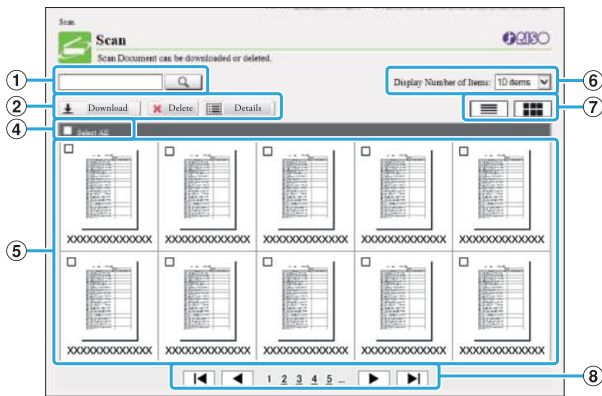 Scan
Scan
RISO
Scan Document can be downloaded or deleted.
1
Display Number of Items: 10 items
6
2
Download Delete Details
7
4
Select All
5
XXXXXXXXXXXXX XXXXXXXXXXXXX XXXXXXXXXXXXX XXXXXXXXXXXXX XXXXXXXXXXXXX
XXXXXXXXXXXXX XXXXXXXXXXXXX XXXXXXXXXXXXX XXXXXXXXXXXXX XXXXXXXXXXXXX
1 2 3 4 5 ...
8